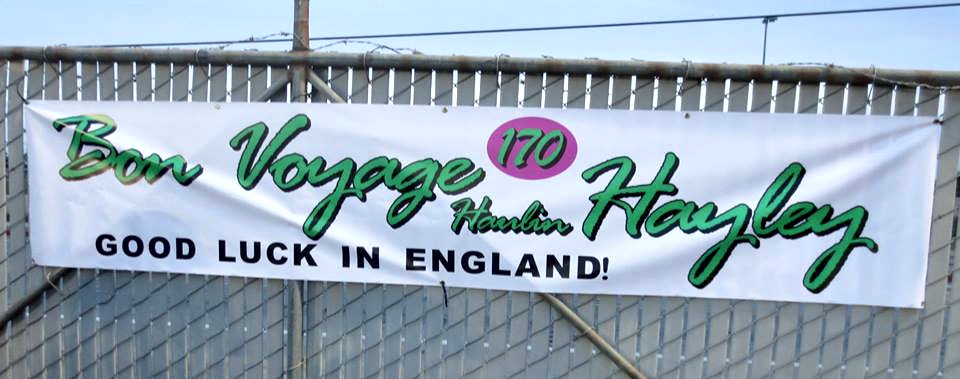 Bon Voyage 170 Haulin Hayley
GOOD LUCK IN ENGLAND!